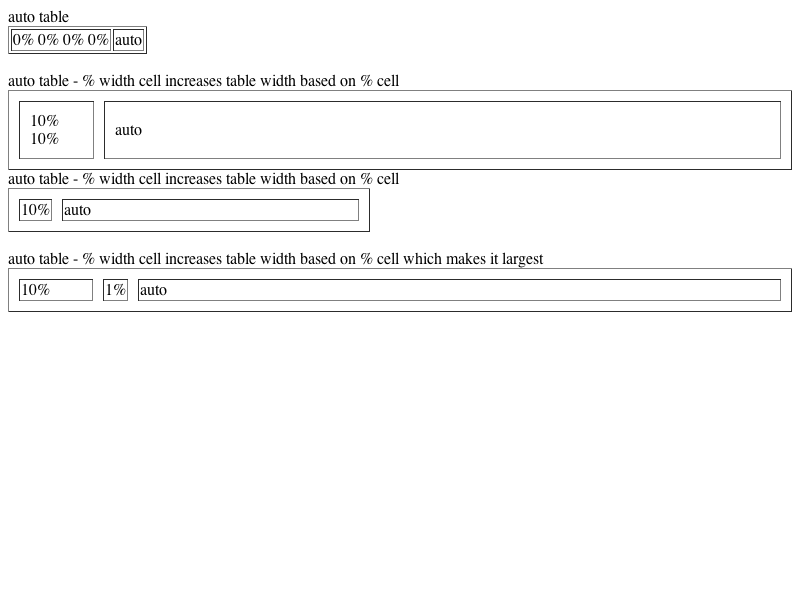 auto table
0% 0% 0% 0% auto
auto table - % width cell increases table width based on % cell
10%
10%
auto
auto table - % width cell increases table width based on % cell
10% auto
auto table - % width cell increases table width based on % cell which makes it largest
10% 1% auto